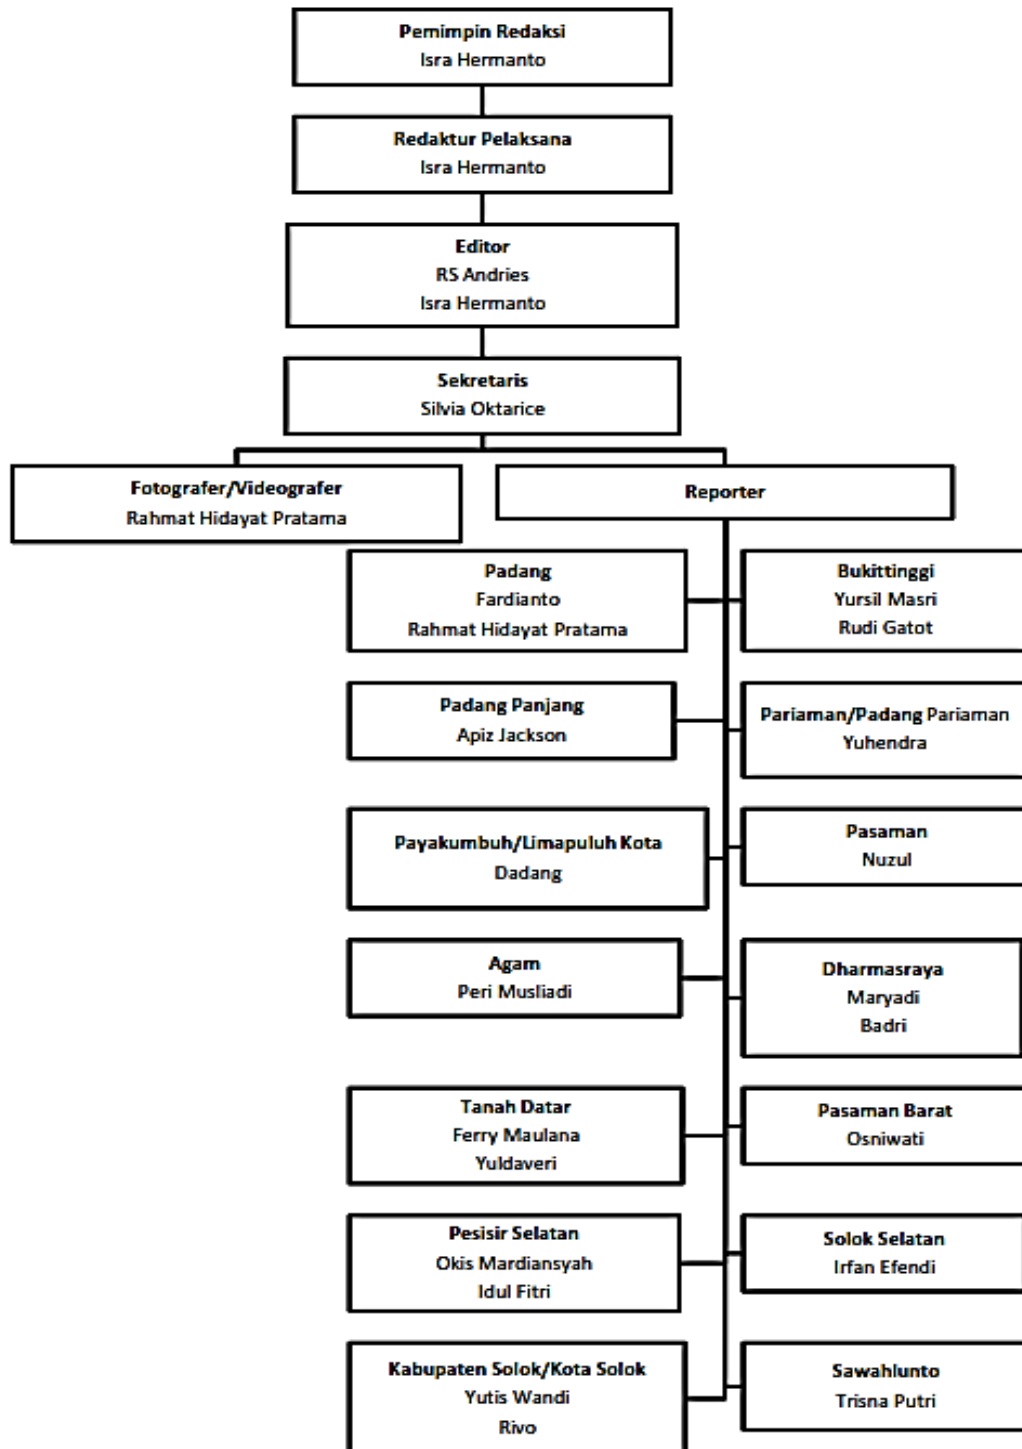 Pemimpin Redaksi
Isra Hermanto
Redaktur Pelaksana
Isra Hermanto
Editor
RS Andries
Isra Hermanto
Sekretaris
Silvia Oktarice
Fotografer/Videografer
Rahmat Hidayat Pratama
Reporter
Padang
Fardianto
Rahmat Hidayat Pratama
Bukittinggi
Yursil Masri
Rudi Gatot
Padang Panjang
Apiz Jackson
Pariaman/Padang Pariaman
Yuhendra
Payakumbuh/Limapuluh Kota
Dadang
Pasaman
Nuzul
Agam
Peri Musliadi
Dharmasraya
Maryadi
Badri
Tanah Datar
Ferry Maulana
Yuldaveri
Pasaman Barat
Osniwati
Pesisir Selatan
Okis Mardiansyah
Idul Fitri
Solok Selatan
Irfan Efendi
Kabupaten Solok/Kota Solok
Yutis Wandi
Rivo
Sawahlunto
Trisna Putri